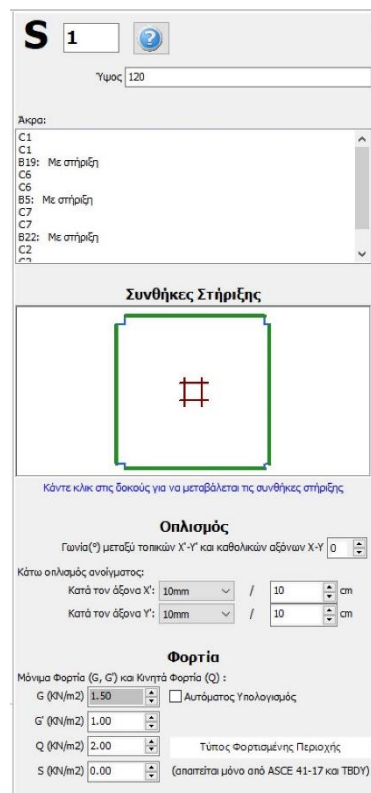 S 1
Ύψος 120
Άκρα:
C1
C1
B19: Με στήριξη
C6
C6
B5: Με στήριξη
C7
C7
B22: Με στήριξη
C2
Συνθήκες Στήριξης
Κάντε κλικ στις δοκούς για να μεταβάλεται τις συνθήκες στήριξης
Οπλισμός
Γωνία(°) μεταξύ τοπικών X'-Y' και καθολικών αξόνων X-Y 0
Κάτω οπλισμός ανοίγματος:
Κατά τον άξονα X': 10mm / 10 cm
Κατά τον άξονα Y': 10mm / 10 cm
Φορτία
Μόνιμα Φορτία (G, G') και Κινητά Φορτία (Q) :
G (KN/m2) 1.50 Αυτόματος Υπολογισμός
G' (KN/m2) 1.00
Q (KN/m2) 2.00 Τύπος Φορτισμένης Περιοχής
S (KN/m2) 0.00 (απαιτείται μόνο από ASCE 41-17 και TBDY)